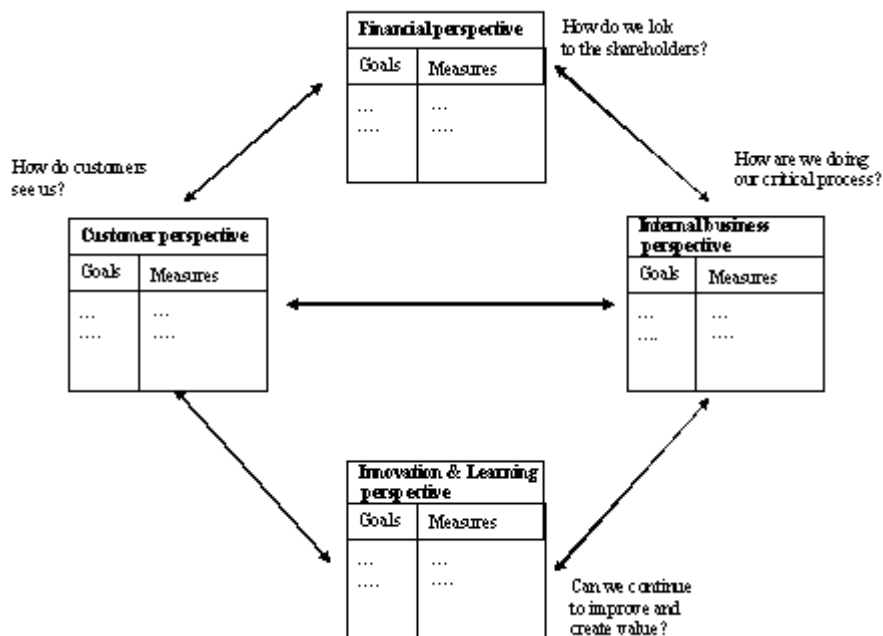 Financial perspective
Goals Measures
... ...
.... ....
How do we lok
to the shareholders?
How do customers
see us?
How are we doing
our critical process?
Customer perspective
Goals Measures
... ...
.... ....
Internal business
perspective
Goals Measures
... ...
.... ....
Innovation & Learning
perspective
Goals Measures
... ...
.... ....
Can we continue
to improve and
create value?